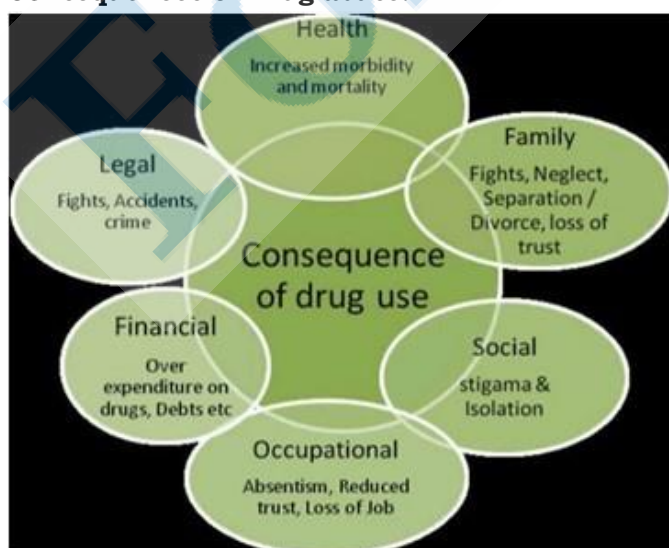 Health
Increased morbidity
and mortality
Family
Fights, Neglect,
Separation /
Divorce, loss of
trust
Social
stigama &
Isolation
Occupational
Absentism, Reduced
trust, Loss of Job
Financial
Over
expenditure on
drugs, Debts etc
Legal
Fights, Accidents,
crime
Consequence
of drug use